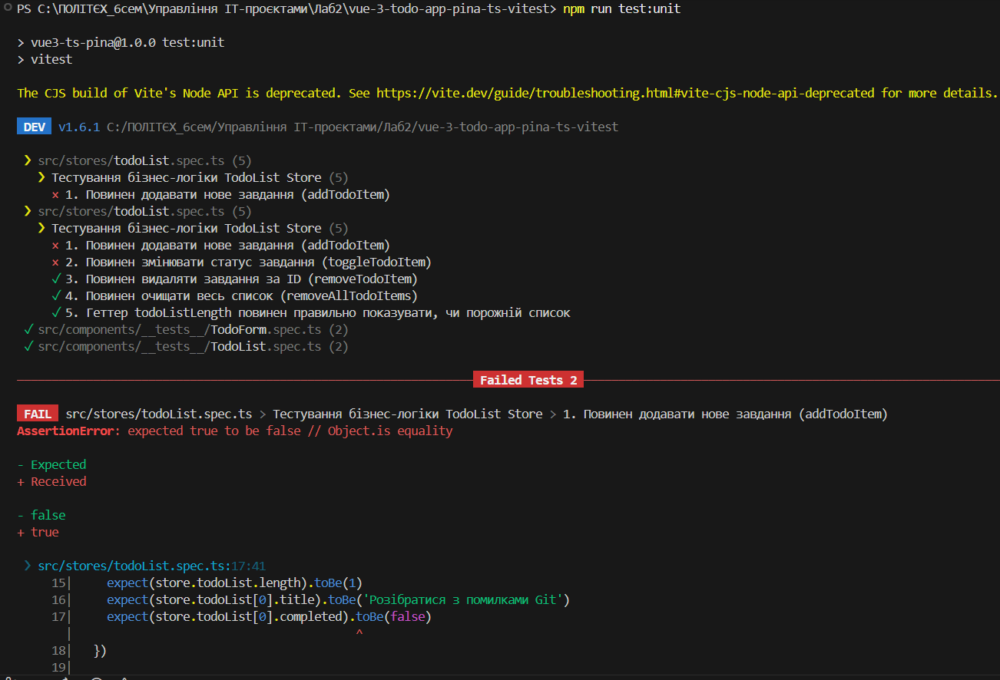 PS C:\ПОЛІТЄХ_6сем\Управління ІТ-проєктами\Лаб2\vue-3-todo-app-pina-ts-vitest> npm run test:unit
> vue3-ts-pina@1.0.0 test:unit
> vitest
The CJS build of Vite's Node API is deprecated. See https://vite.dev/guide/troubleshooting.html#vite-cjs-node-api-deprecated for more details.
DEV v1.6.1 C:/ПОЛІТЄХ_6сем/Управління ІТ-проєктами/Лаб2/vue-3-todo-app-pina-ts-vitest
❯ src/stores/todoList.spec.ts (5)
❯ Тестування бізнес-логіки TodoList Store (5)
× 1. Повинен додавати нове завдання (addTodoItem)
❯ src/stores/todoList.spec.ts (5)
❯ Тестування бізнес-логіки TodoList Store (5)
× 1. Повинен додавати нове завдання (addTodoItem)
× 2. Повинен змінювати статус завдання (toggleTodoItem)
✓ 3. Повинен видаляти завдання за ID (removeTodoItem)
✓ 4. Повинен очищати весь список (removeAllTodoItems)
✓ 5. Геттер todoListLength повинен правильно показувати, чи порожній список
✓ src/components/__tests__/TodoForm.spec.ts (2)
✓ src/components/__tests__/TodoList.spec.ts (2)
Failed Tests 2
FAIL src/stores/todoList.spec.ts > Тестування бізнес-логіки TodoList Store > 1. Повинен додавати нове завдання (addTodoItem)
AssertionError: expected true to be false // Object.is equality
- Expected
+ Received
- false
+ true
❯ src/stores/todoList.spec.ts:17:41
15| expect(store.todoList.length).toBe(1)
16| expect(store.todoList[0].title).toBe('Розібратися з помилками Git')
17| expect(store.todoList[0].completed).toBe(false)
| ^
18| })
19|